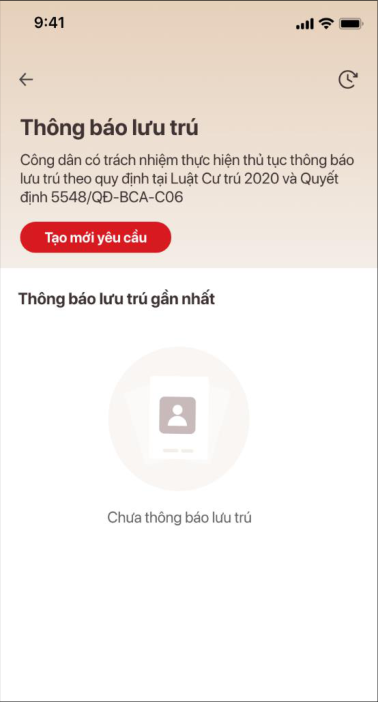 9:41
Thông báo lưu trú
Công dân có trách nhiệm thực hiện thủ tục thông báo
lưu trú theo quy định tại Luật Cư trú 2020 và Quyết
định 5548/QĐ-BCA-C06
Tạo mới yêu cầu
Thông báo lưu trú gần nhất
Chưa thông báo lưu trú